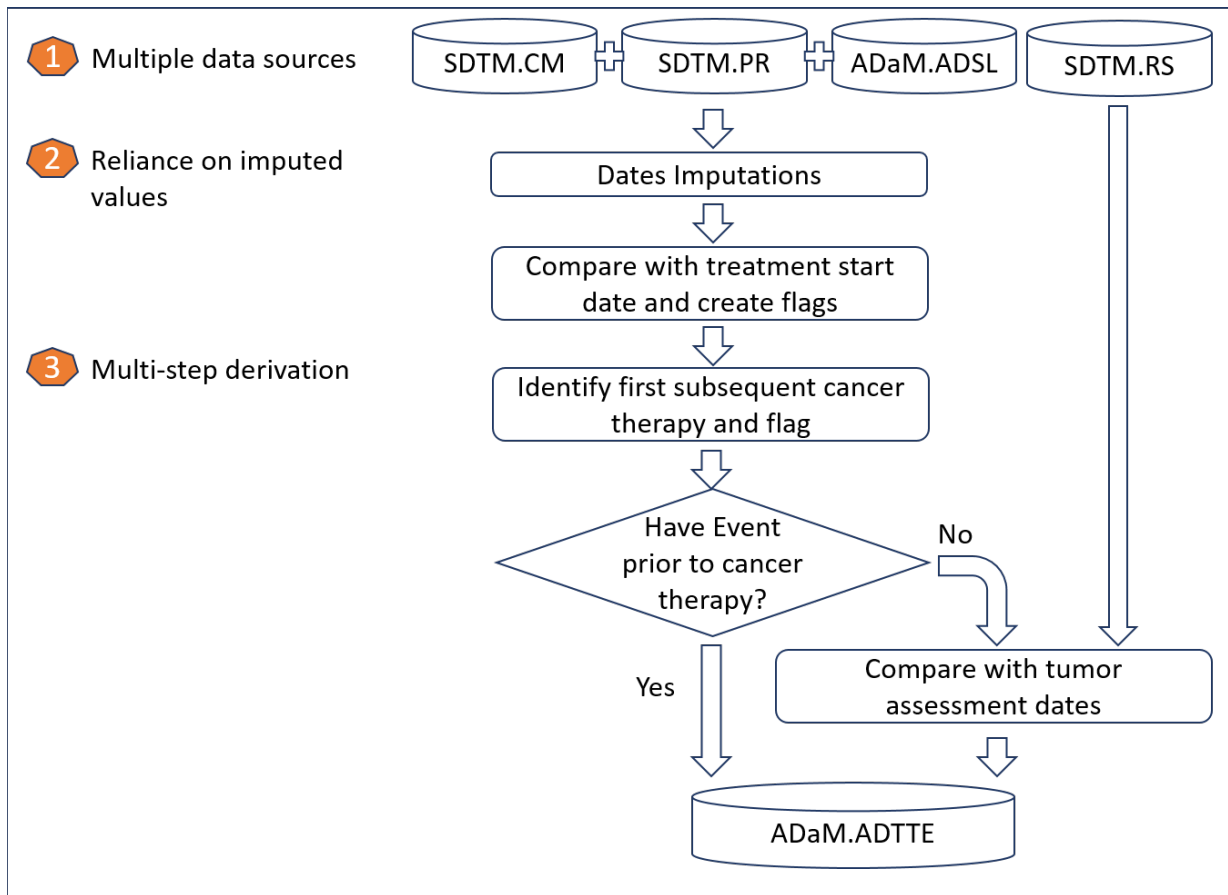 1 Multiple data sources
SDTM.CM
SDTM.PR
ADaM.ADSL
SDTM.RS
2 Reliance on imputed
values
Dates Imputations
Compare with treatment start
date and create flags
3 Multi-step derivation
Identify first subsequent cancer
therapy and flag
Have Event
prior to cancer
therapy?
No
Yes
Compare with tumor
assessment dates
ADaM.ADTTE